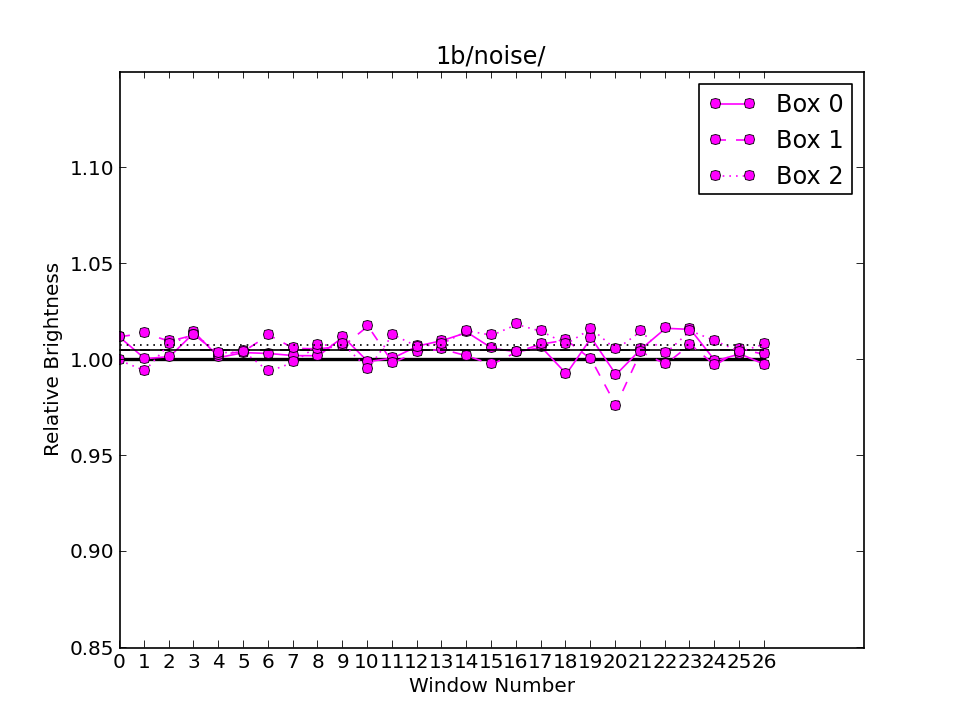 1b/noise/
Box 0
Box 1
Box 2
1.10
1.05
1.00
0.95
0.90
0.85
Relative Brightness
0 1 2 3 4 5 6 7 8 9 10 11 12 13 14 15 16 17 18 19 20 21 22 23 24 25 26
Window Number